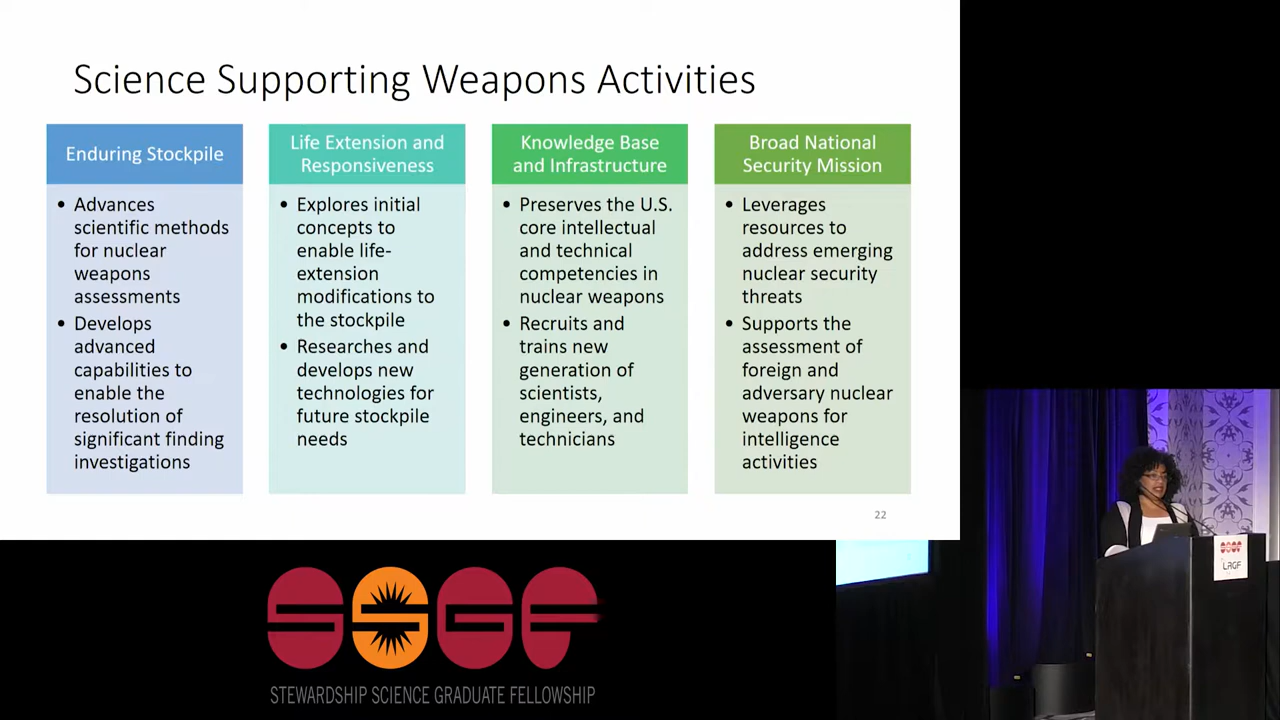 Science Supporting Weapons Activities
Enduring Stockpile
• Advances
scientific methods
for nuclear
weapons
assessments
• Develops
advanced
capabilities to
enable the
resolution of
significant finding
investigations
Life Extension and
Responsiveness
• Explores initial
concepts to
enable life-
extension
modifications to
the stockpile
• Researches and
develops new
technologies for
future stockpile
needs
Knowledge Base
and Infrastructure
• Preserves the U.S.
core intellectual
and technical
competencies in
nuclear weapons
• Recruits and
trains new
generation of
scientists,
engineers, and
technicians
Broad National
Security Mission
• Leverages
resources to
address emerging
nuclear security
threats
• Supports the
assessment of
foreign and
adversary nuclear
weapons for
intelligence
activities
22
SSGF
STEWARDSHIP SCIENCE GRADUATE FELLOWSHIP
SSGF
LRGF